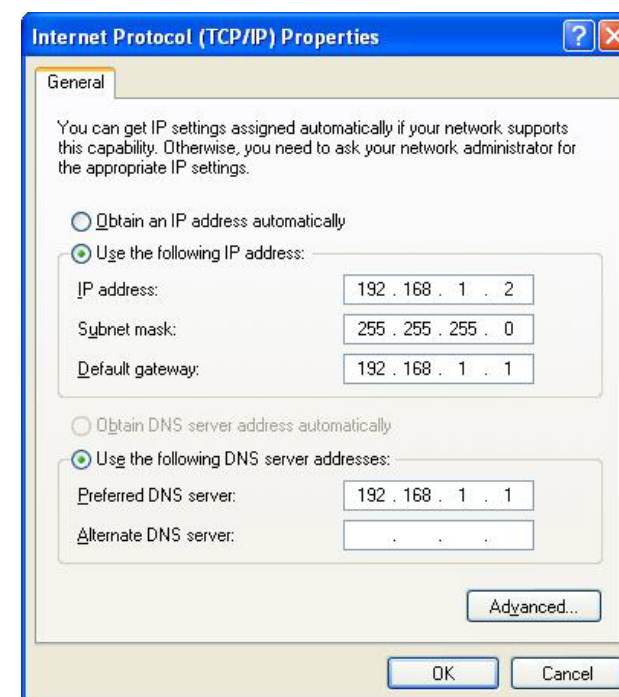 Internet Protocol (TCP/IP) Properties
General
You can get IP settings assigned automatically if your network supports
this capability. Otherwise, you need to ask your network administrator for
the appropriate IP settings.
Obtain an IP address automatically
Use the following IP address:
IP address: 192 . 168 . 1 . 2
Subnet mask: 255 . 255 . 255 . 0
Default gateway: 192 . 168 . 1 . 1
Obtain DNS server address automatically
Use the following DNS server addresses:
Preferred DNS server: 192 . 168 . 1 . 1
Alternate DNS server: . . .
Advanced...
OK Cancel